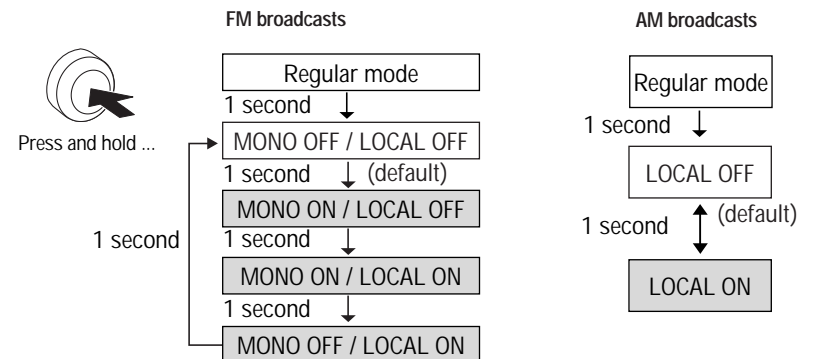 FM broadcasts
Regular mode
1 second
Press and hold ...
MONO OFF / LOCAL OFF
1 second
(default)
MONO ON / LOCAL OFF
1 second
1 second
MONO ON / LOCAL ON
1 second
MONO OFF / LOCAL ON
AM broadcasts
Regular mode
1 second
LOCAL OFF
(default)
1 second
LOCAL ON